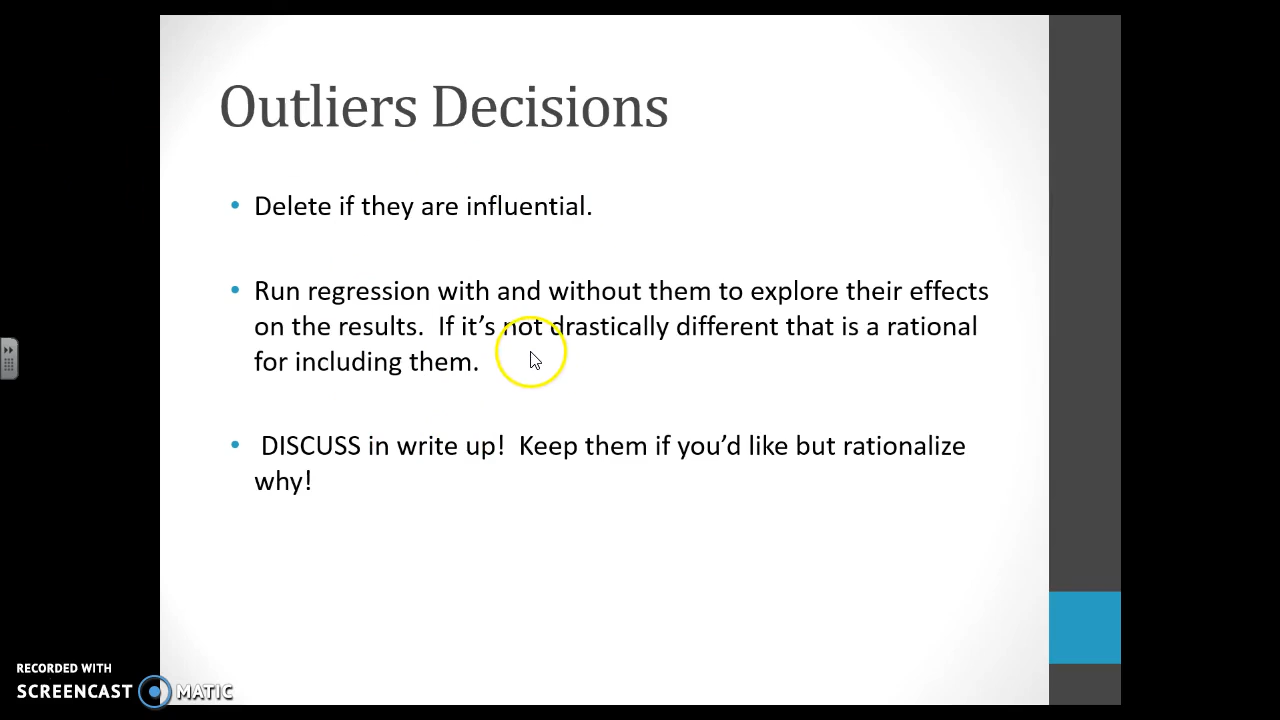 Outliers Decisions
• Delete if they are influential.
• Run regression with and without them to explore their effects
on the results.  If it’s not drastically different that is a rational
for including them.
• DISCUSS in write up!  Keep them if you’d like but rationalize
why!
RECORDED WITH
SCREENCAST MATIC